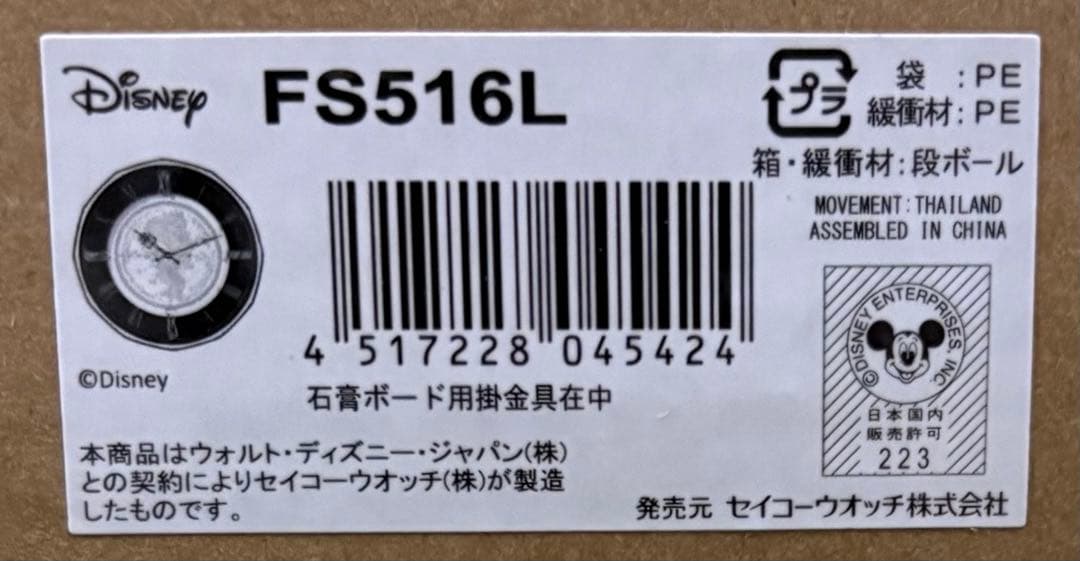 Disney
FS516L
プラ
袋 : PE
緩衝材 : PE
箱・緩衝材 : 段ボール
MOVEMENT : THAILAND
ASSEMBLED IN CHINA
4 517228 045424
©Disney
石膏ボード用掛金具在中
©DISNEY ENTERPRISES, INC.
日本国内
販売許可
223
本商品はウォルト・ディズニー・ジャパン(株)
との契約によりセイコーウオッチ(株)が製造
したものです。
発売元 セイコーウオッチ株式会社